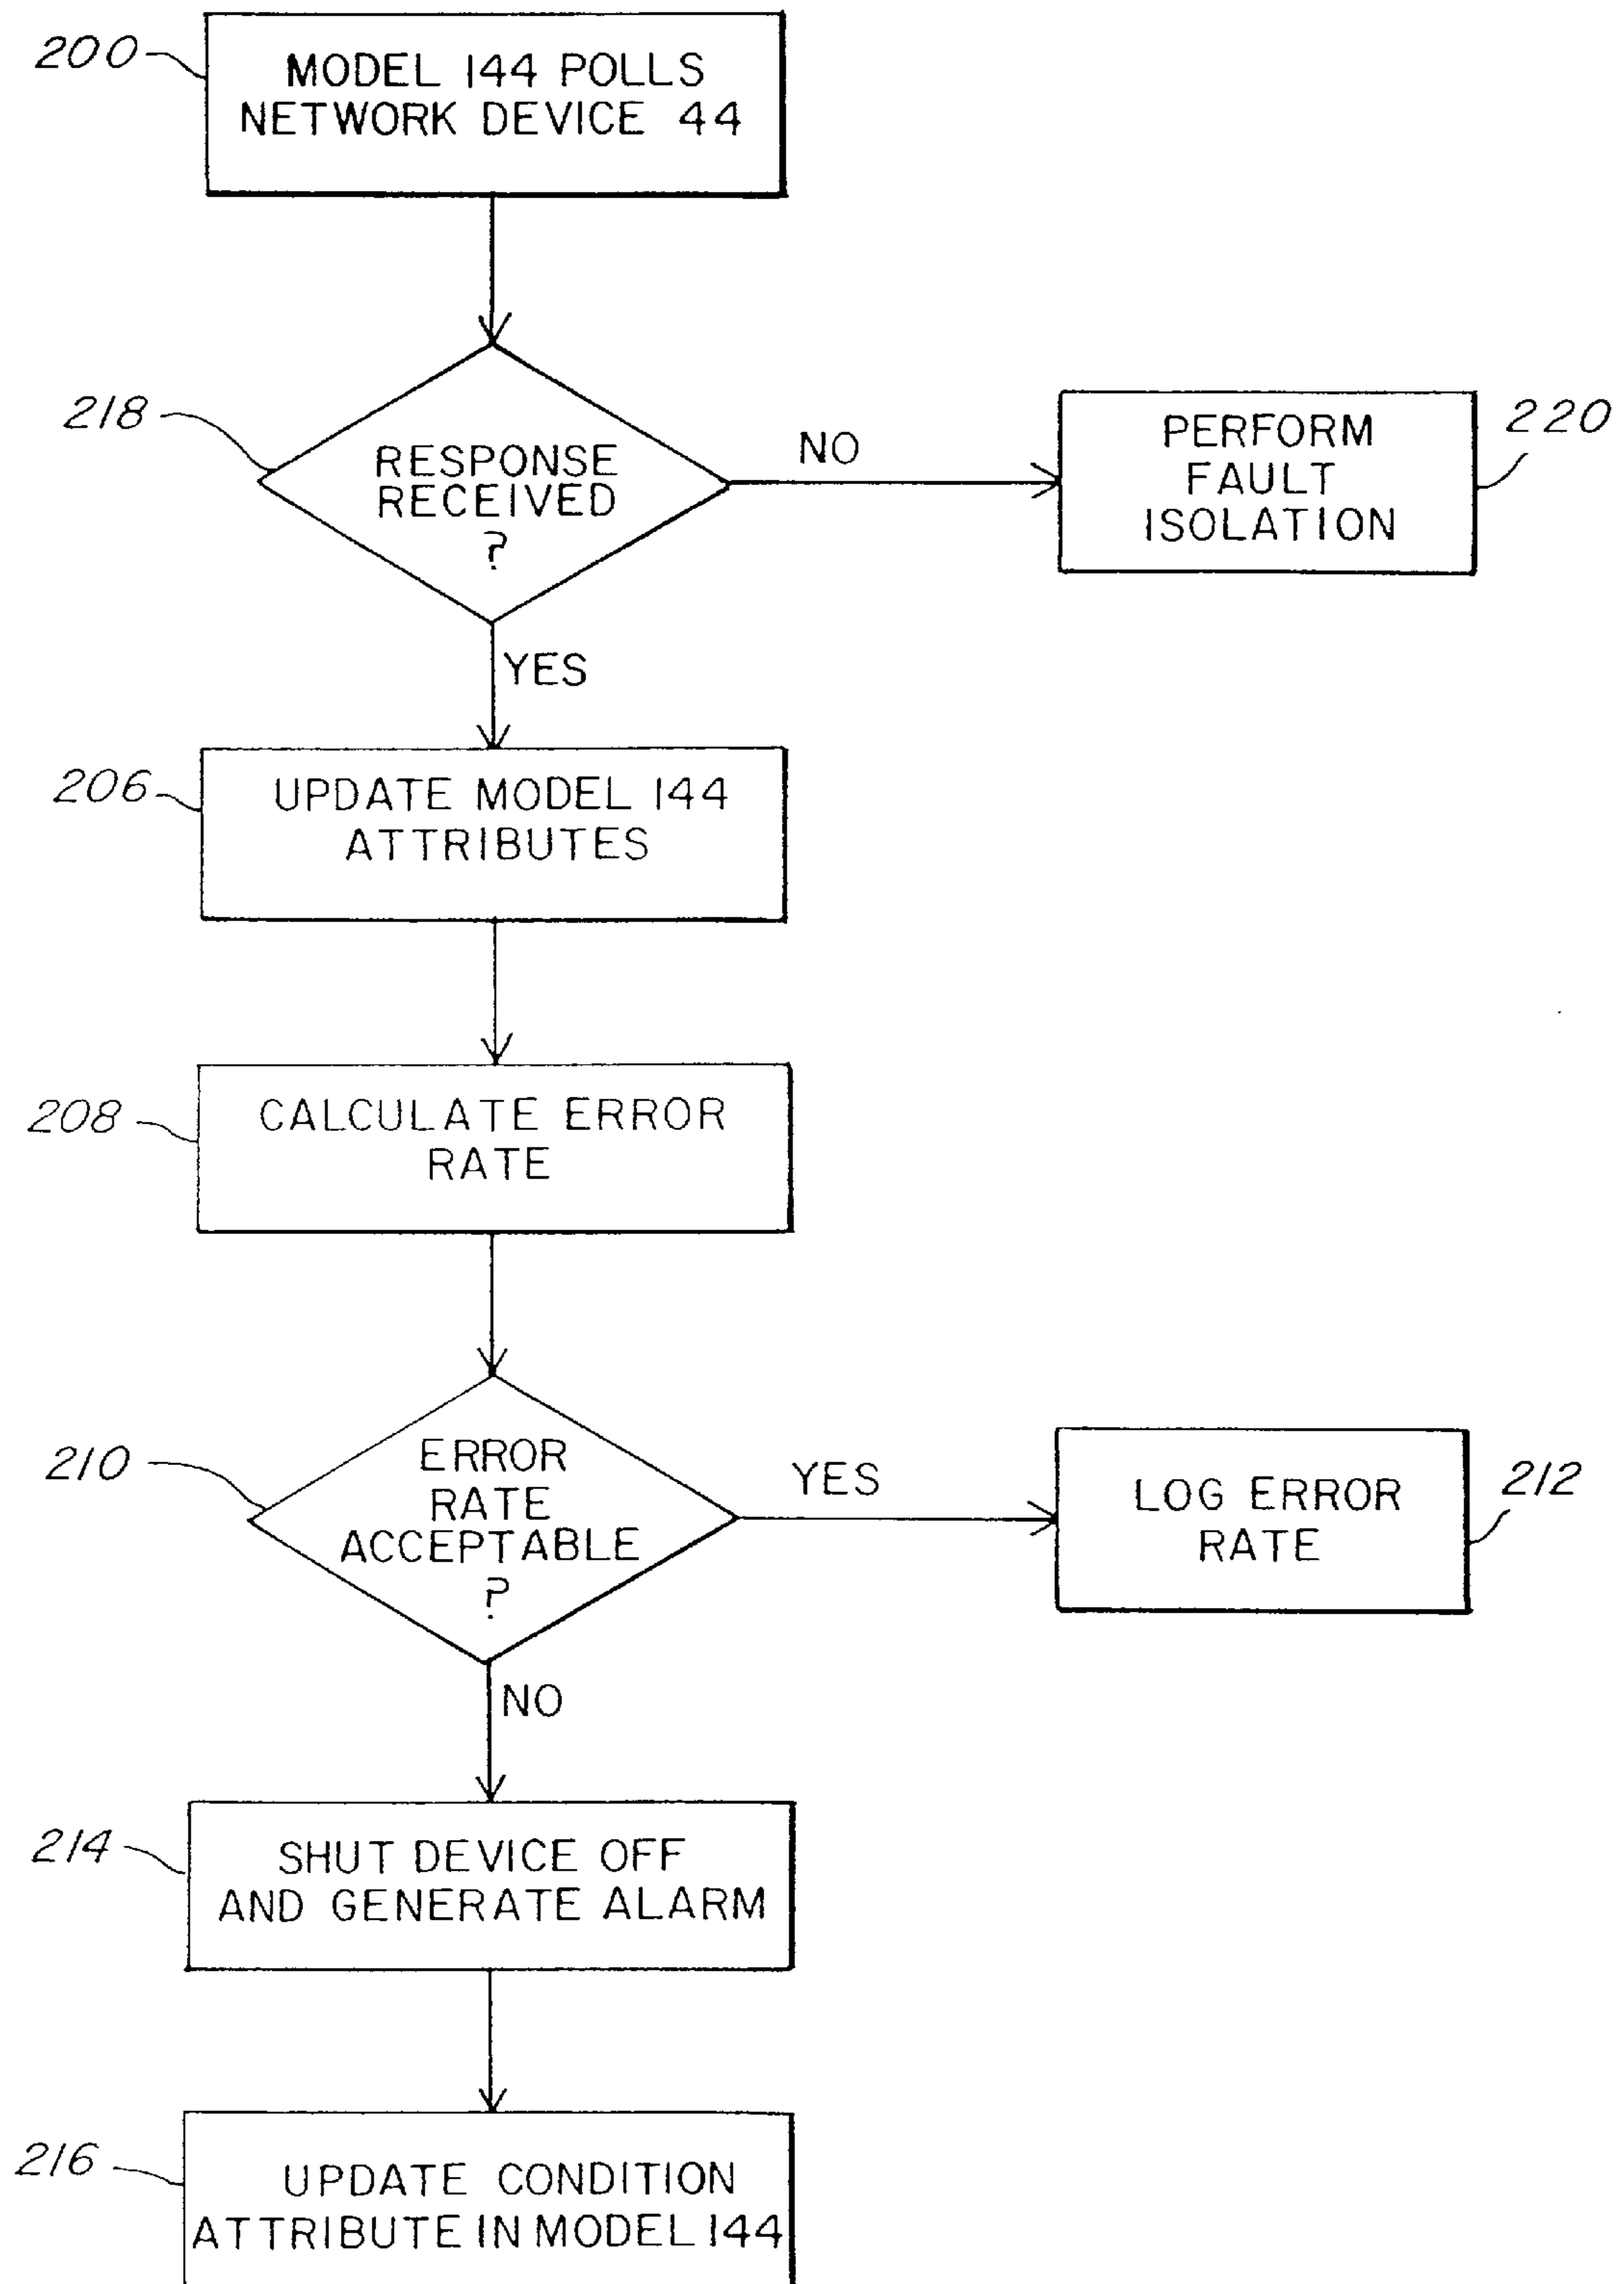 200
MODEL 144 POLLS
NETWORK DEVICE 44
218
RESPONSE
RECEIVED
?
NO
PERFORM
FAULT
ISOLATION
220
YES
206
UPDATE MODEL 144
ATTRIBUTES
208
CALCULATE ERROR
RATE
210
ERROR
RATE
ACCEPTABLE
?
YES
LOG ERROR
RATE
212
NO
214
SHUT DEVICE OFF
AND GENERATE ALARM
216
UPDATE CONDITION
ATTRIBUTE IN MODEL 144